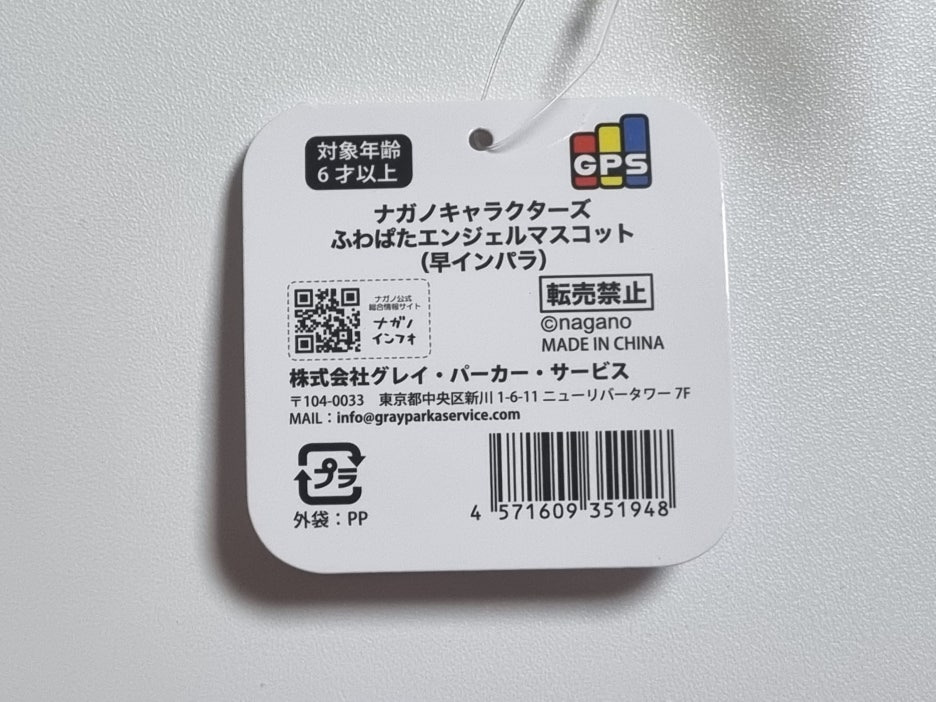 対象年齢
6才以上
GPS
ナガノキャラクターズ
ふわぱたエンジェルマスコット
(早インパラ)
ナガノ公式
総合情報サイト
ナガノ
インフォ
転売禁止
©nagano
MADE IN CHINA
株式会社グレイ・パーカー・サービス
〒104-0033 東京都中央区新川1-6-11 ニューリバータワー 7F
MAIL：info@grayparkaservice.com
プラ
外袋：PP
4 571609 351948